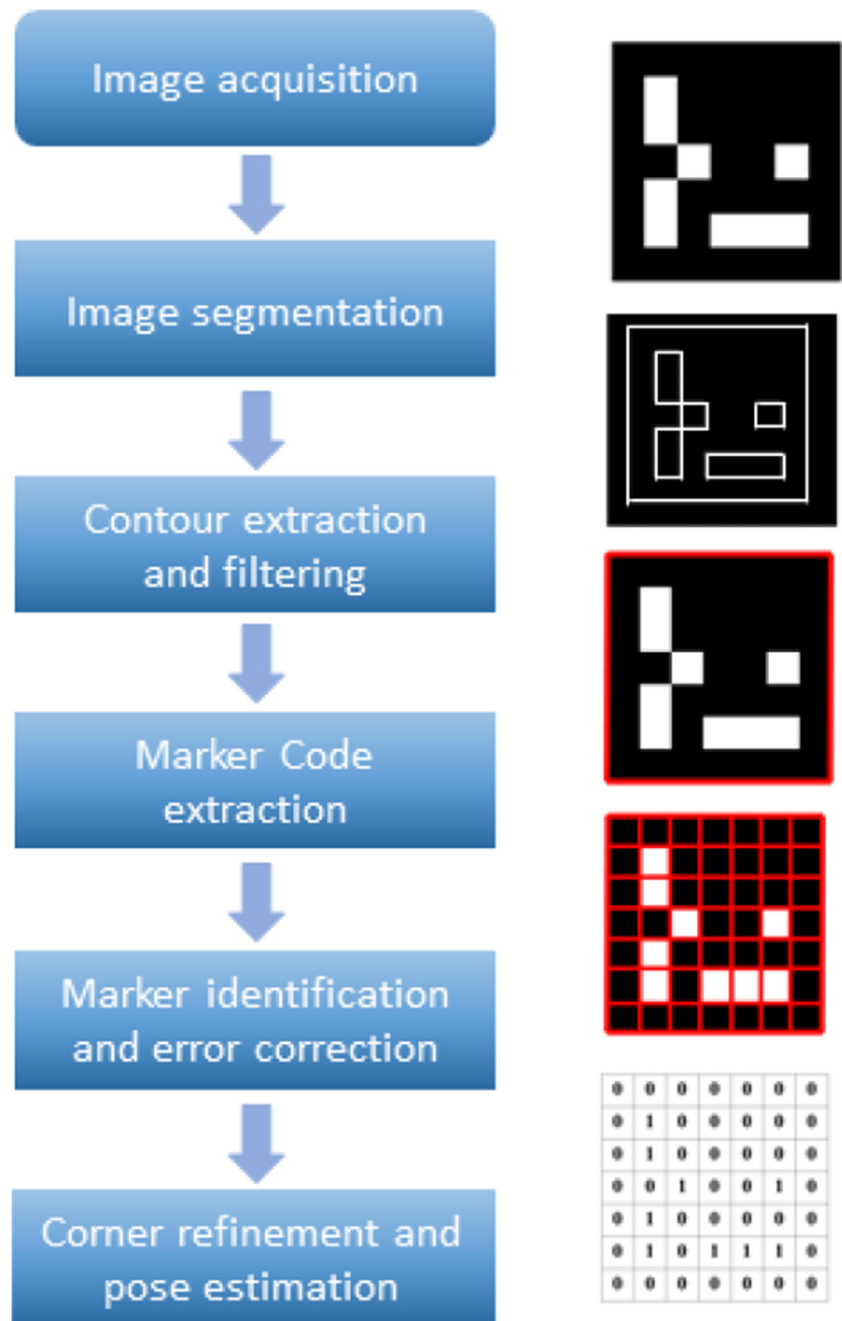 Image acquisition
Image segmentation
Contour extraction
and filtering
Marker Code
extraction
Marker identification
and error correction
Corner refinement and
pose estimation
0 0 0 0 0 0 0
0 1 0 0 0 0 0
0 1 0 0 0 0 0
0 0 1 0 0 1 0
0 1 0 0 0 0 0
0 1 0 1 1 1 0
0 0 0 0 0 0 0